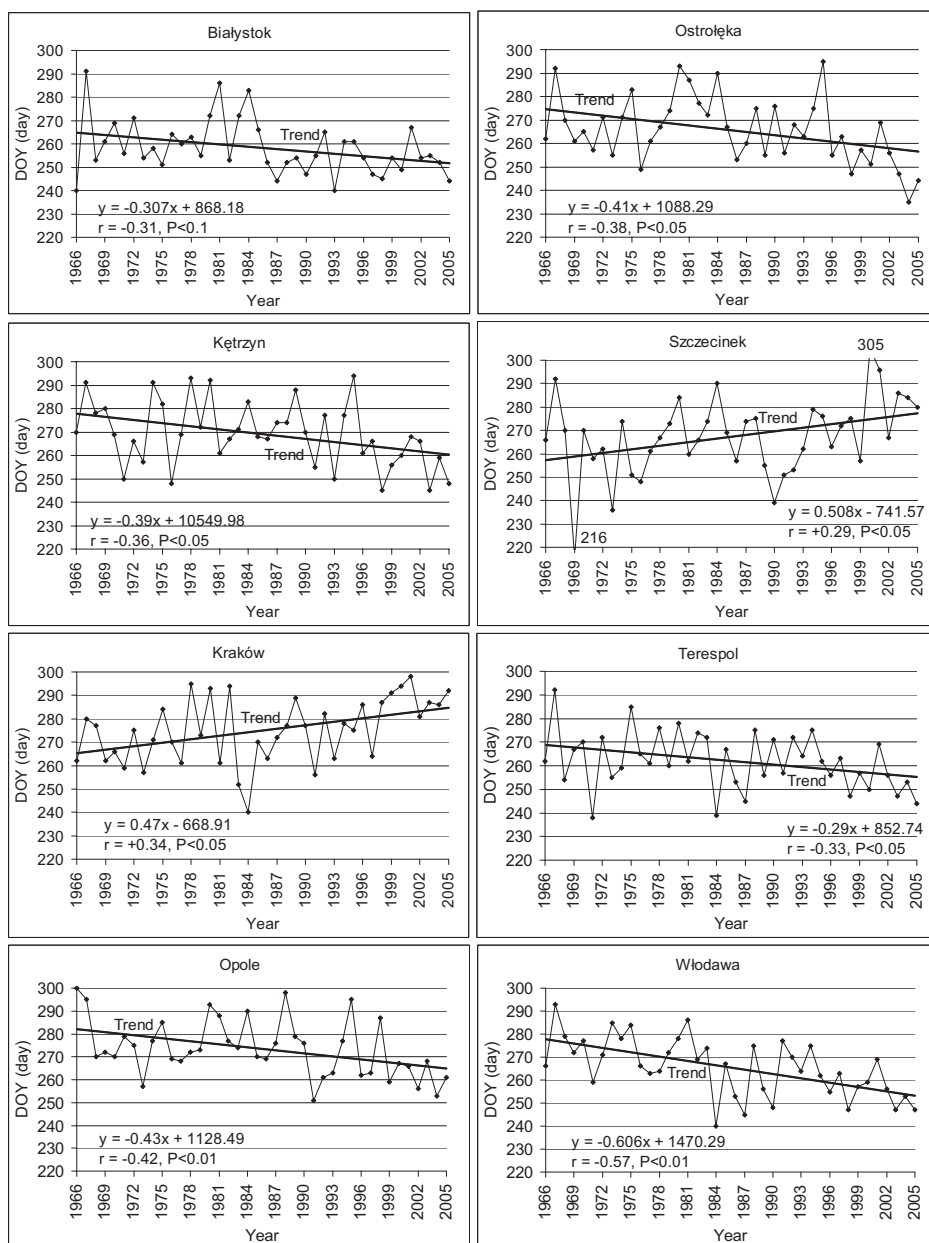 Białystok
300
290
280
270
260
250
240
230
220
DOY (day)
Trend
y = -0.307x + 868.18
r = -0.31, P<0.1
1966 1969 1972 1975 1978 1981 1984 1987 1990 1993 1996 1999 2002 2005
Year
Ostrołęka
300
290
280
270
260
250
240
230
220
DOY (day)
Trend
y = -0.41x + 1088.29
r = -0.38, P<0.05
1966 1969 1972 1975 1978 1981 1984 1987 1990 1993 1996 1999 2002 2005
Year
Kętrzyn
300
290
280
270
260
250
240
230
220
DOY (day)
Trend
y = -0.39x + 10549.98
r = -0.36, P<0.05
1966 1969 1972 1975 1978 1981 1984 1987 1990 1993 1996 1999 2002 2005
Year
Szczecinek
305
300
290
280
270
260
250
240
230
220
DOY (day)
Trend
216
y = 0.508x - 741.57
r = +0.29, P<0.05
1966 1969 1972 1975 1978 1981 1984 1987 1990 1993 1996 1999 2002 2005
Year
Kraków
300
290
280
270
260
250
240
230
220
DOY (day)
Trend
y = 0.47x - 668.91
r = +0.34, P<0.05
1966 1969 1972 1975 1978 1981 1984 1987 1990 1993 1996 1999 2002 2005
Year
Terespol
300
290
280
270
260
250
240
230
220
DOY (day)
Trend
y = -0.29x + 852.74
r = -0.33, P<0.05
1966 1969 1972 1975 1978 1981 1984 1987 1990 1993 1996 1999 2002 2005
Year
Opole
300
290
280
270
260
250
240
230
220
DOY (day)
Trend
y = -0.43x + 1128.49
r = -0.42, P<0.01
1966 1969 1972 1975 1978 1981 1984 1987 1990 1993 1996 1999 2002 2005
Year
Włodawa
300
290
280
270
260
250
240
230
220
DOY (day)
Trend
y = -0.606x + 1470.29
r = -0.57, P<0.01
1966 1969 1972 1975 1978 1981 1984 1987 1990 1993 1996 1999 2002 2005
Year